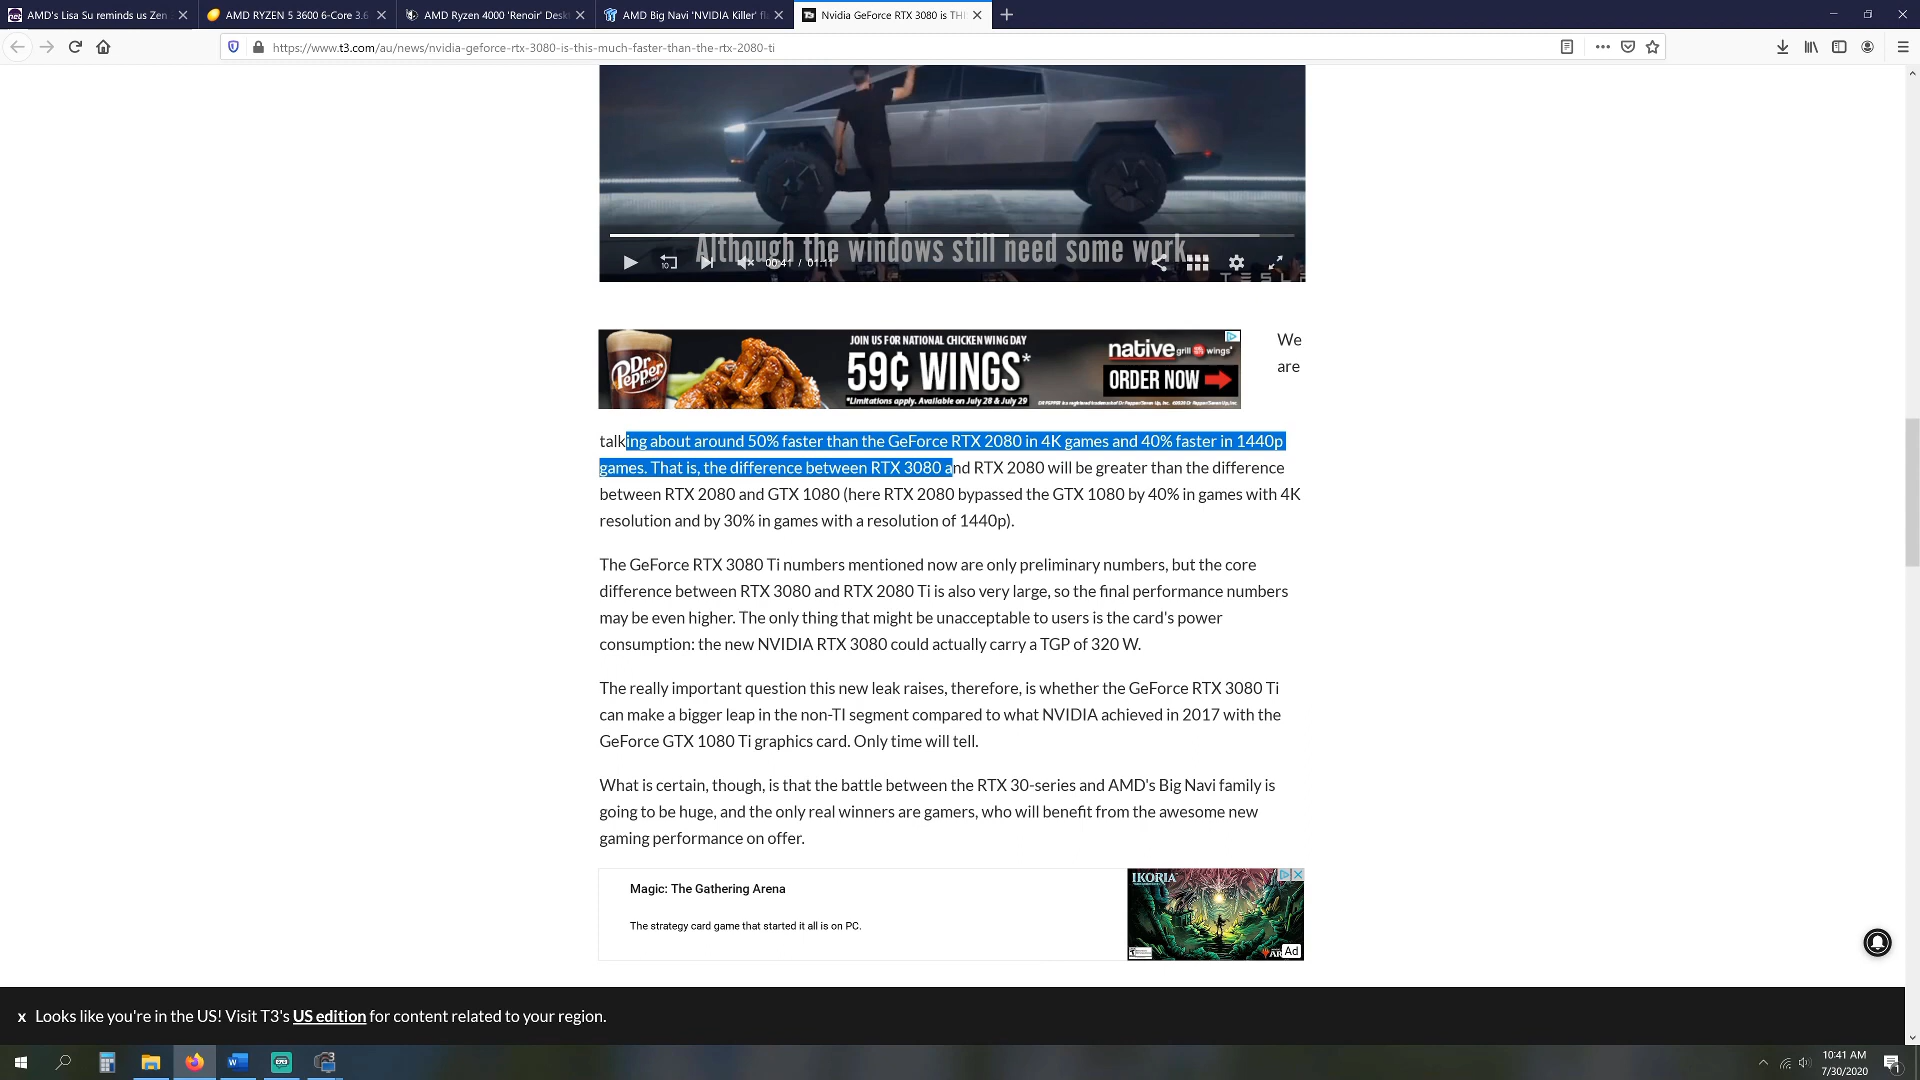 AMD's Lisa Su reminds us Zen
AMD RYZEN 5 3600 6-Core 3.6
AMD Ryzen 4000 'Renoir' Desk
AMD Big Navi 'NVIDIA Killer' fl
Nvidia GeForce RTX 3080 is THI
https://www.t3.com/au/news/nvidia-geforce-rtx-3080-is-this-much-faster-than-the-rtx-2080-ti
Although the windows still need some work
10
00:41 / 01:11
TESLA
Dr Pepper
JOIN US FOR NATIONAL CHICKEN WING DAY
59¢ WINGS*
*Limitations apply. Available on July 28 & July 29
native grill wings
ORDER NOW
We
are
talking about around 50% faster than the GeForce RTX 2080 in 4K games and 40% faster in 1440p
games. That is, the difference between RTX 3080 and RTX 2080 will be greater than the difference
between RTX 2080 and GTX 1080 (here RTX 2080 bypassed the GTX 1080 by 40% in games with 4K
resolution and by 30% in games with a resolution of 1440p).
The GeForce RTX 3080 Ti numbers mentioned now are only preliminary numbers, but the core
difference between RTX 3080 and RTX 2080 Ti is also very large, so the final performance numbers
may be even higher. The only thing that might be unacceptable to users is the card's power
consumption: the new NVIDIA RTX 3080 could actually carry a TGP of 320 W.
The really important question this new leak raises, therefore, is whether the GeForce RTX 3080 Ti
can make a bigger leap in the non-TI segment compared to what NVIDIA achieved in 2017 with the
GeForce GTX 1080 Ti graphics card. Only time will tell.
What is certain, though, is that the battle between the RTX 30-series and AMD's Big Navi family is
going to be huge, and the only real winners are gamers, who will benefit from the awesome new
gaming performance on offer.
Magic: The Gathering Arena
The strategy card game that started it all is on PC.
IKORIA
Ad
x Looks like you're in the US! Visit T3's US edition for content related to your region.
10:41 AM
7/30/2020